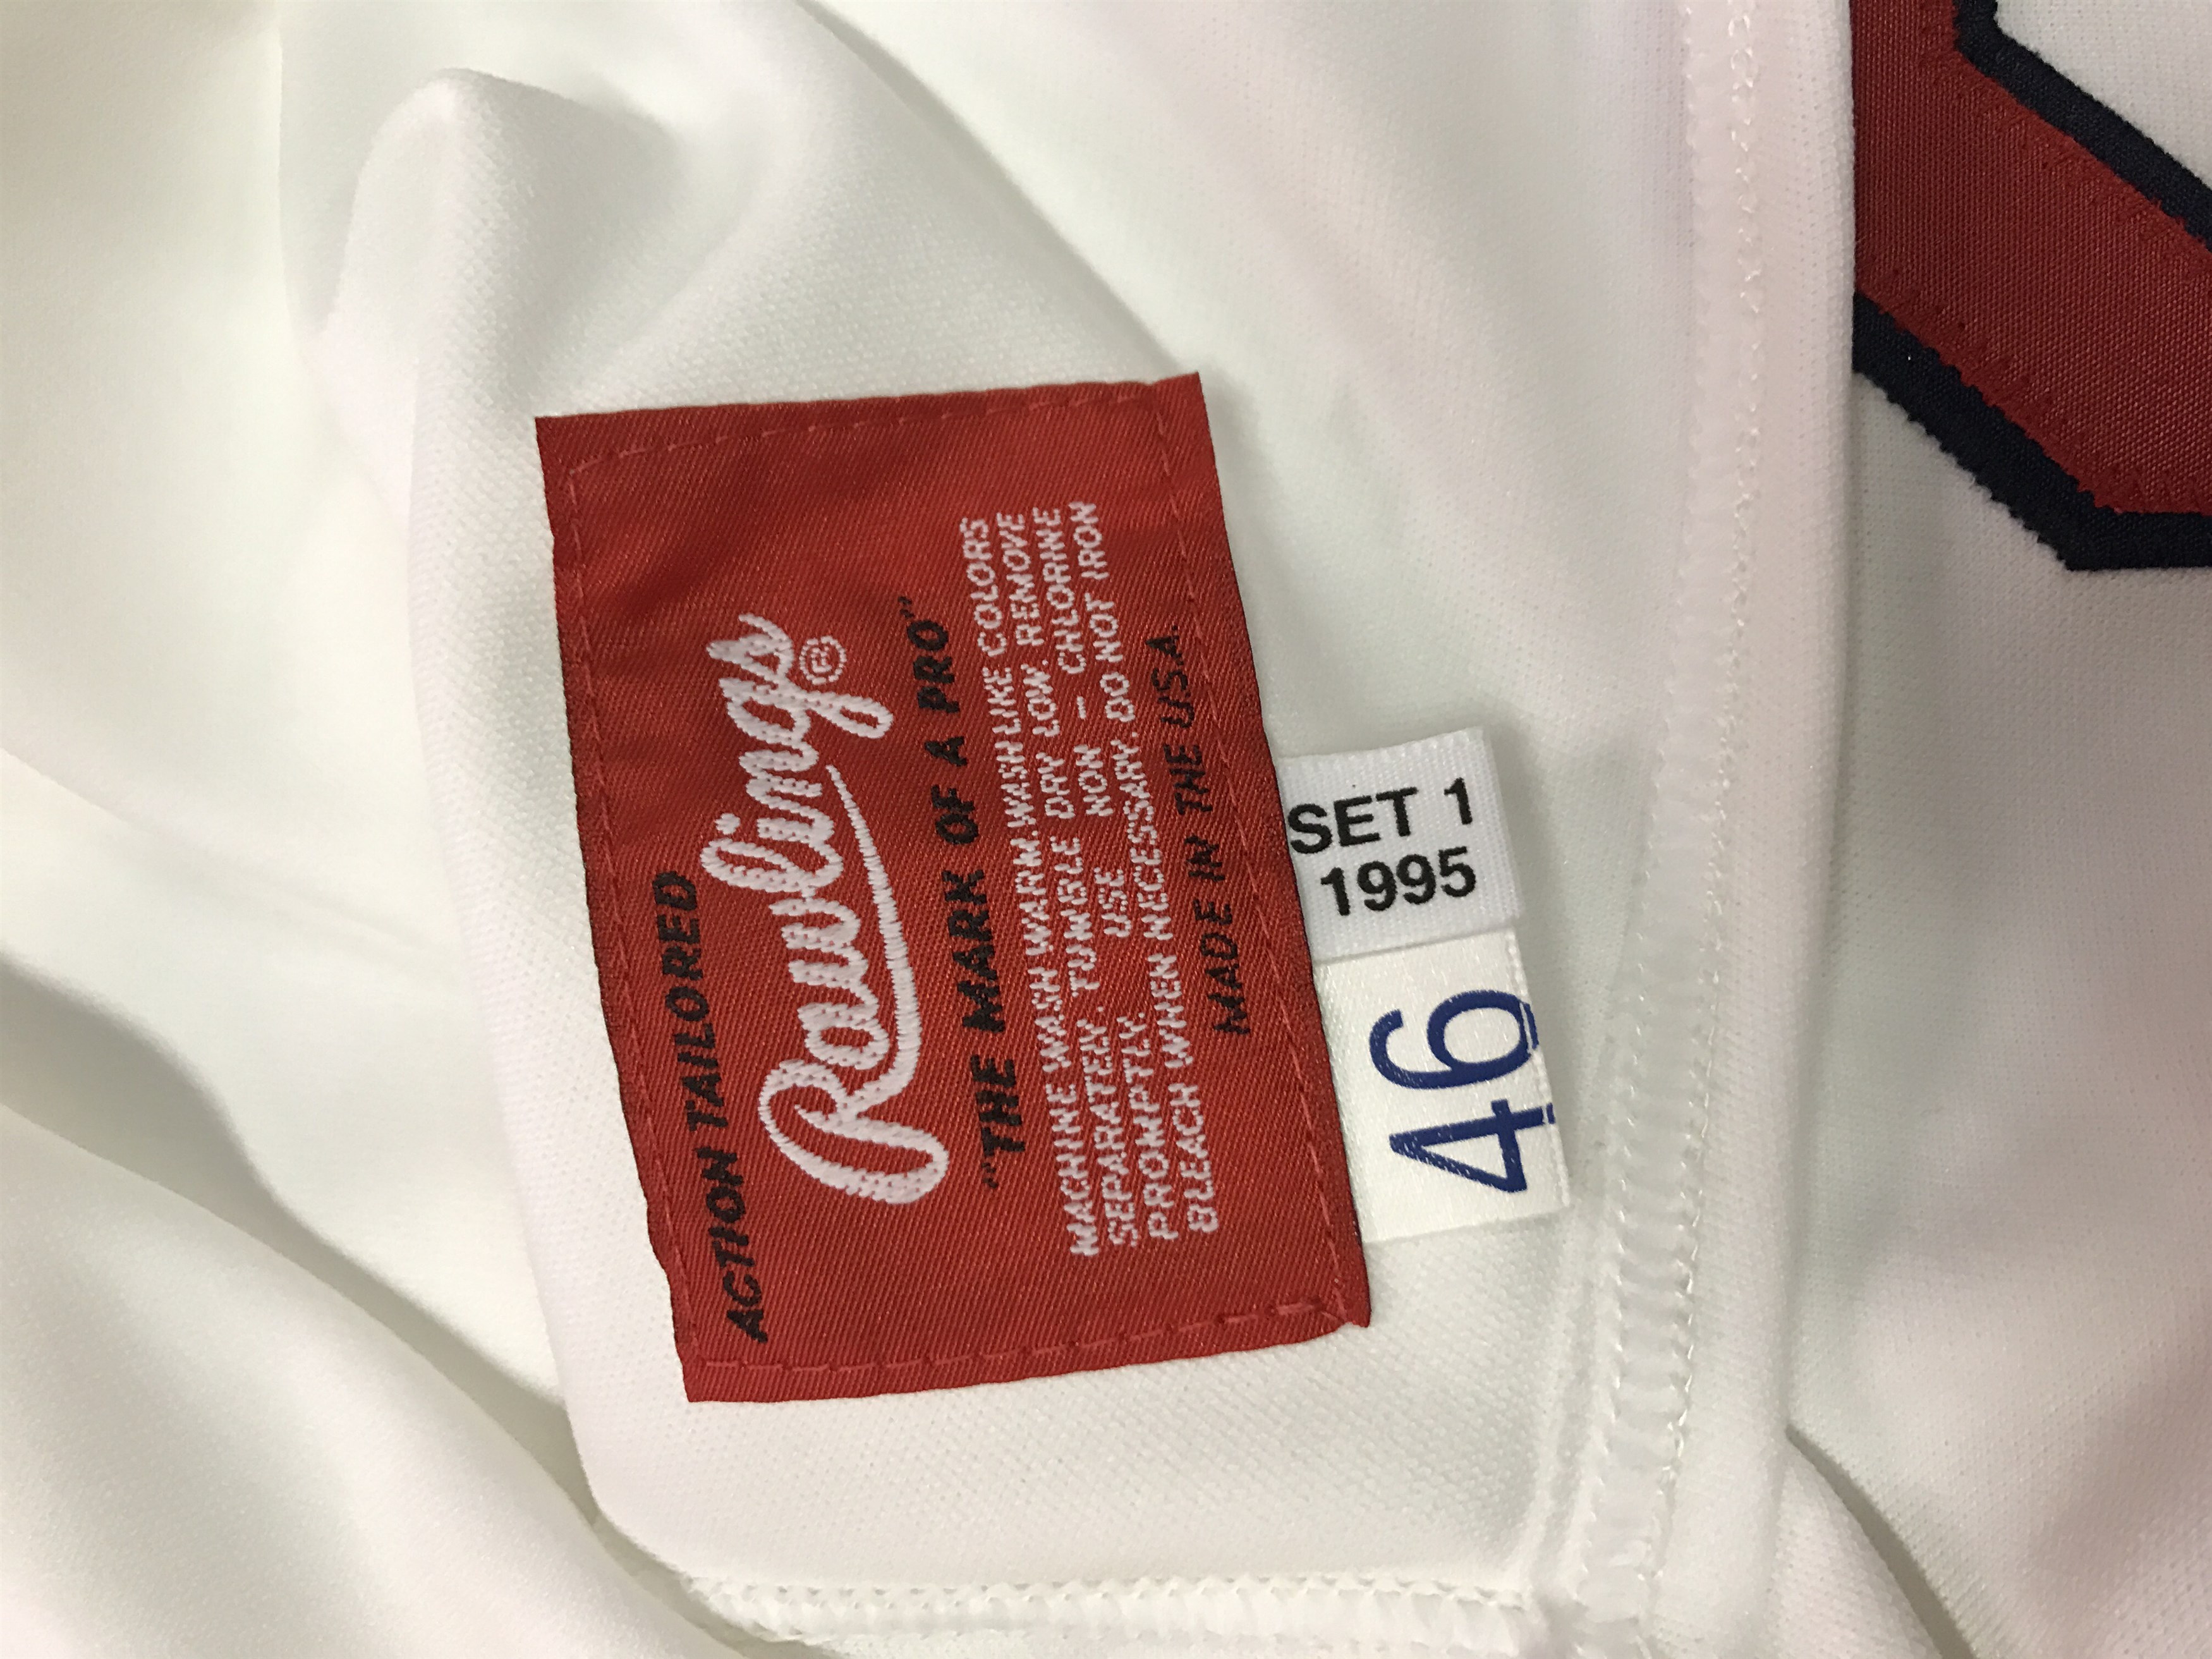 ACTION TAILORED
Rawlings®
"THE MARK OF A PRO"
MACHINE WASH WARM. WASH LIKE COLORS
SEPARATELY. TUMBLE DRY LOW. REMOVE
PROMPTLY. USE NON - CHLORINE
BLEACH WHEN NECESSARY. DO NOT IRON
MADE IN THE U.S.A.
SET 1
1995
46